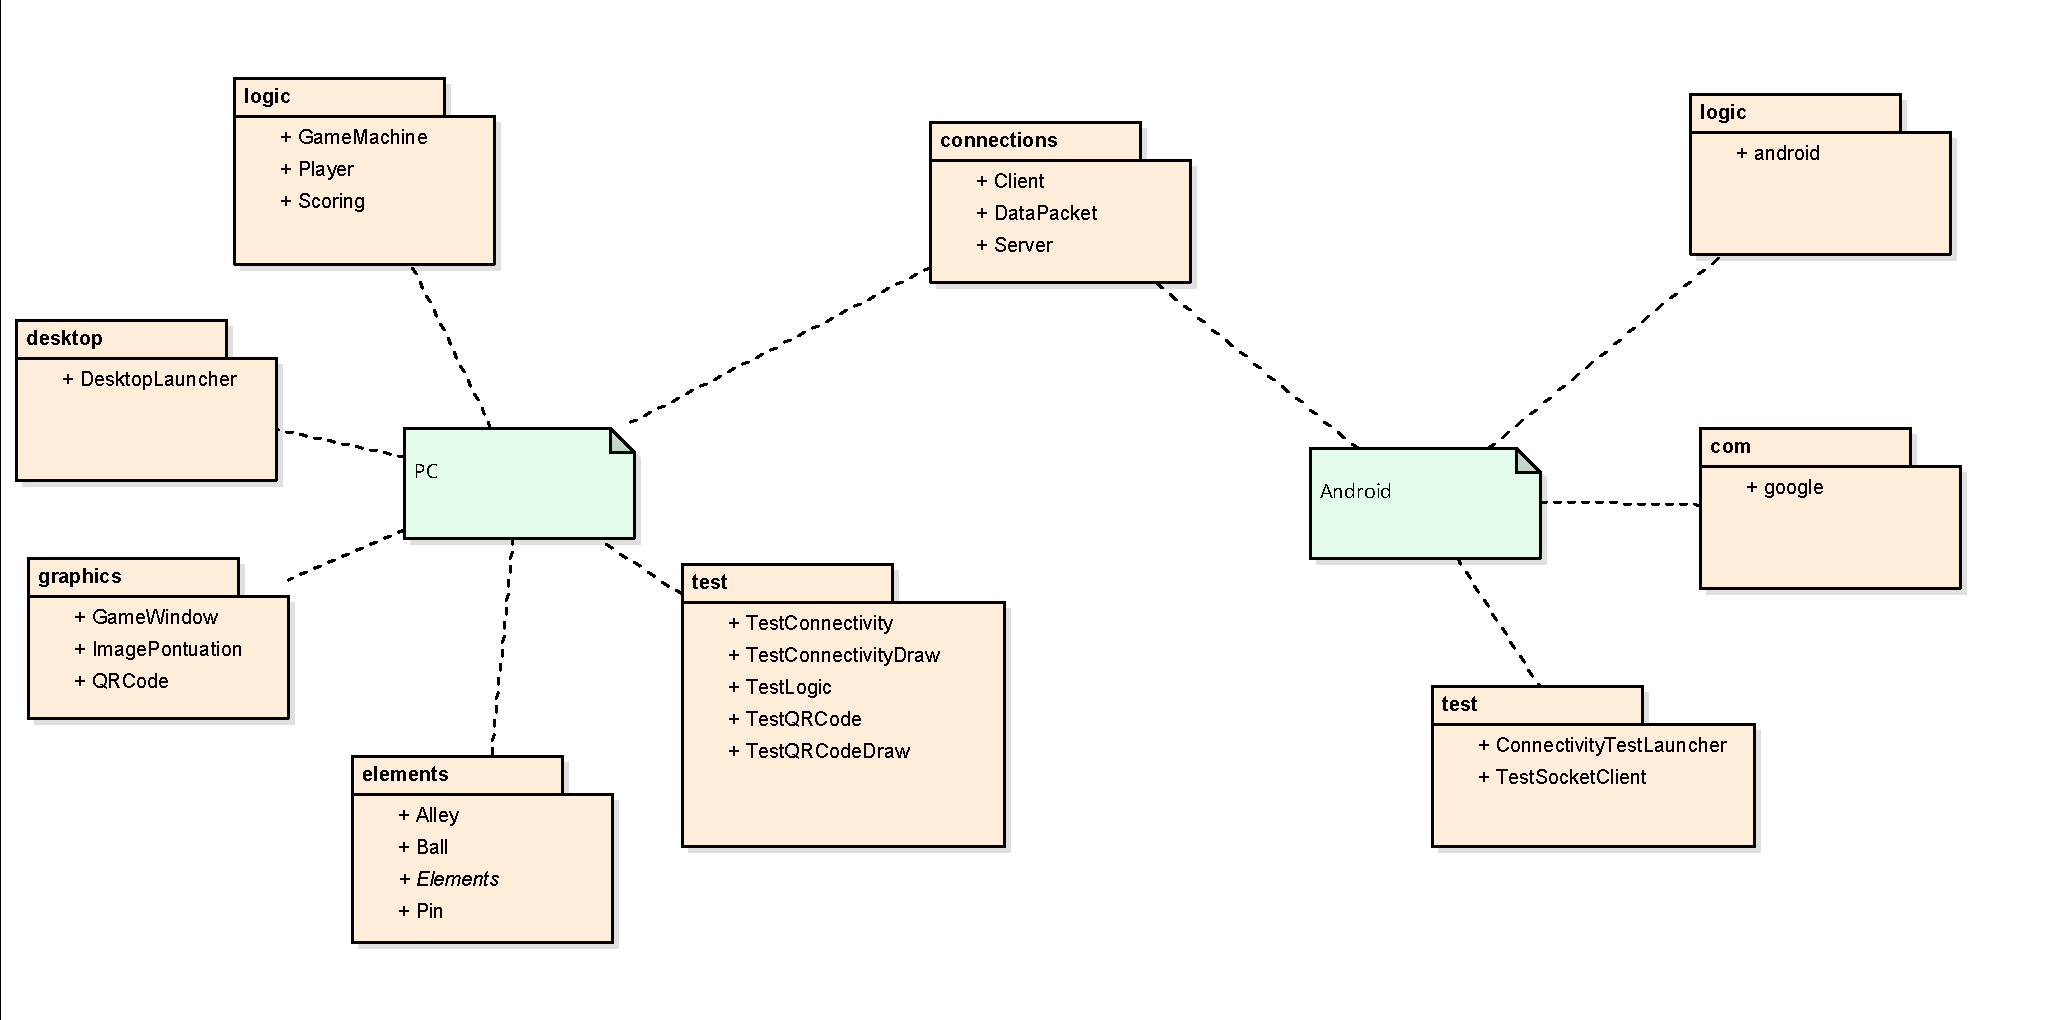 logic
+ GameMachine
+ Player
+ Scoring
connections
+ Client
+ DataPacket
+ Server
logic
+ android
desktop
+ DesktopLauncher
PC
Android
com
+ google
graphics
+ GameWindow
+ ImagePontuation
+ QRCode
test
+ TestConnectivity
+ TestConnectivityDraw
+ TestLogic
+ TestQRCode
+ TestQRCodeDraw
elements
+ Alley
+ Ball
+ Elements
+ Pin
test
+ ConnectivityTestLauncher
+ TestSocketClient